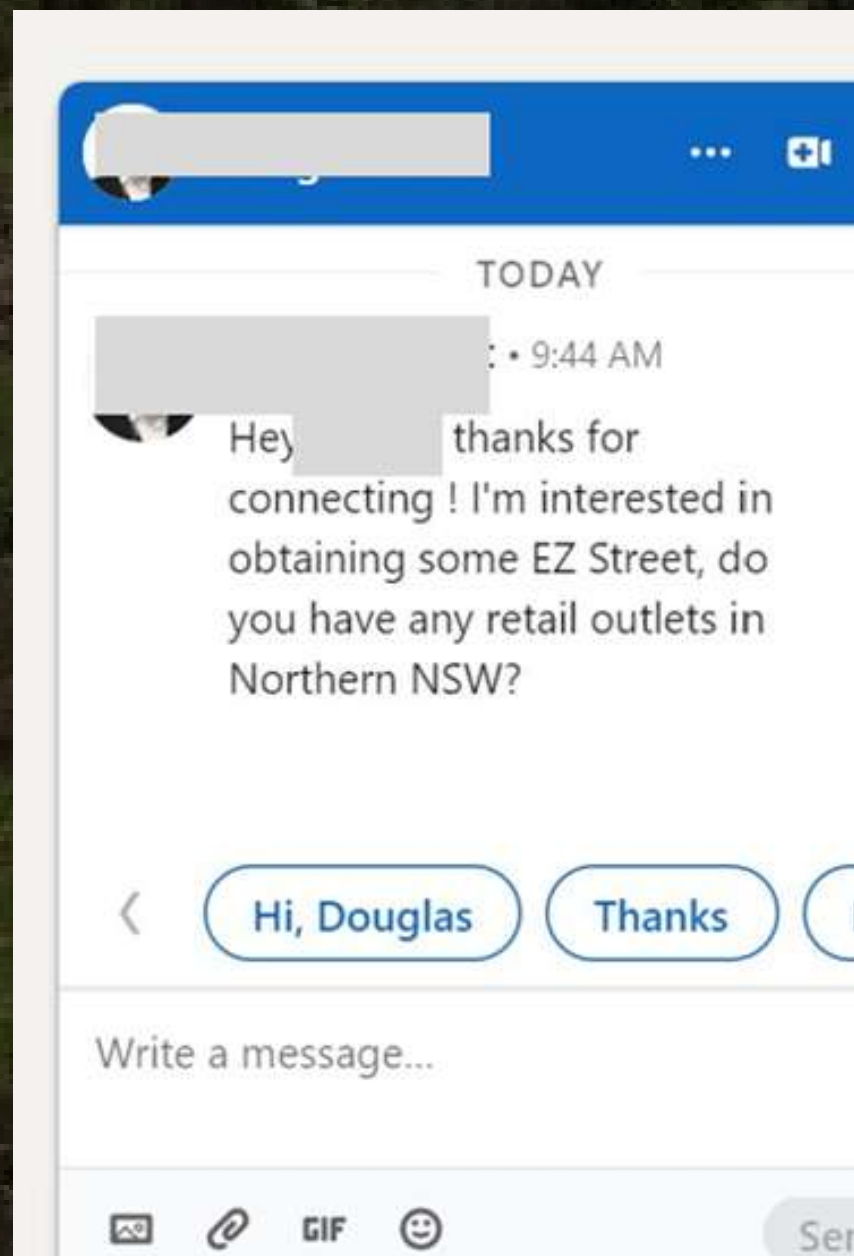 TODAY
• 9:44 AM
Hey thanks for
connecting ! I'm interested in
obtaining some EZ Street, do
you have any retail outlets in
Northern NSW?
Hi, Douglas
Thanks
Write a message...
GIF